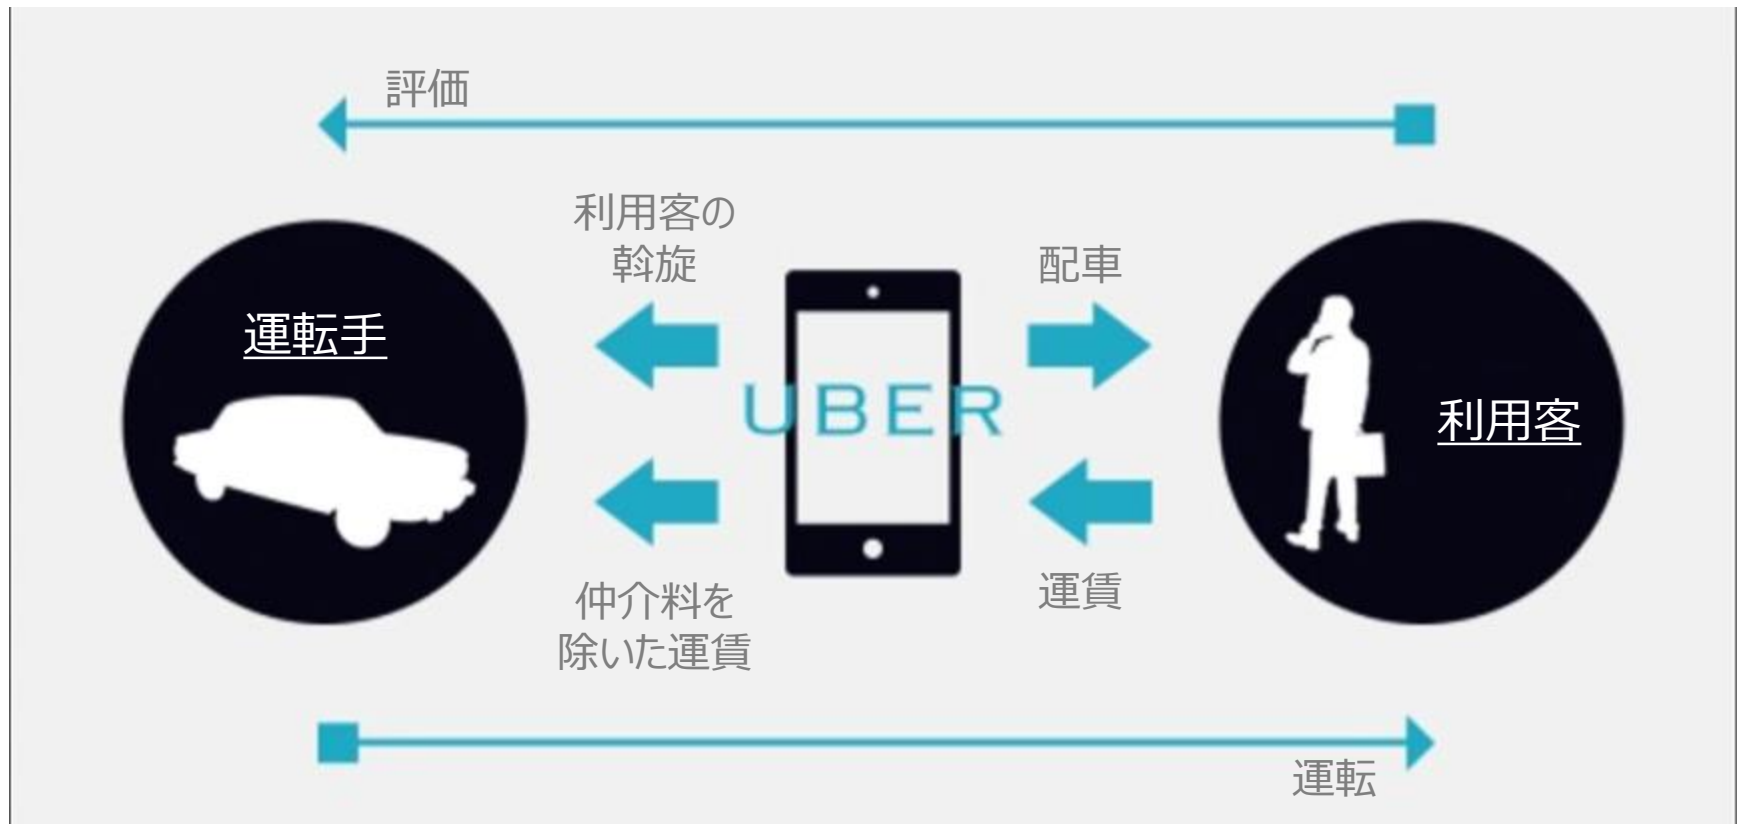 評価
利用客の
斡旋
配車
運転手
UBER
利用客
仲介料を
除いた運賃
運賃
運転